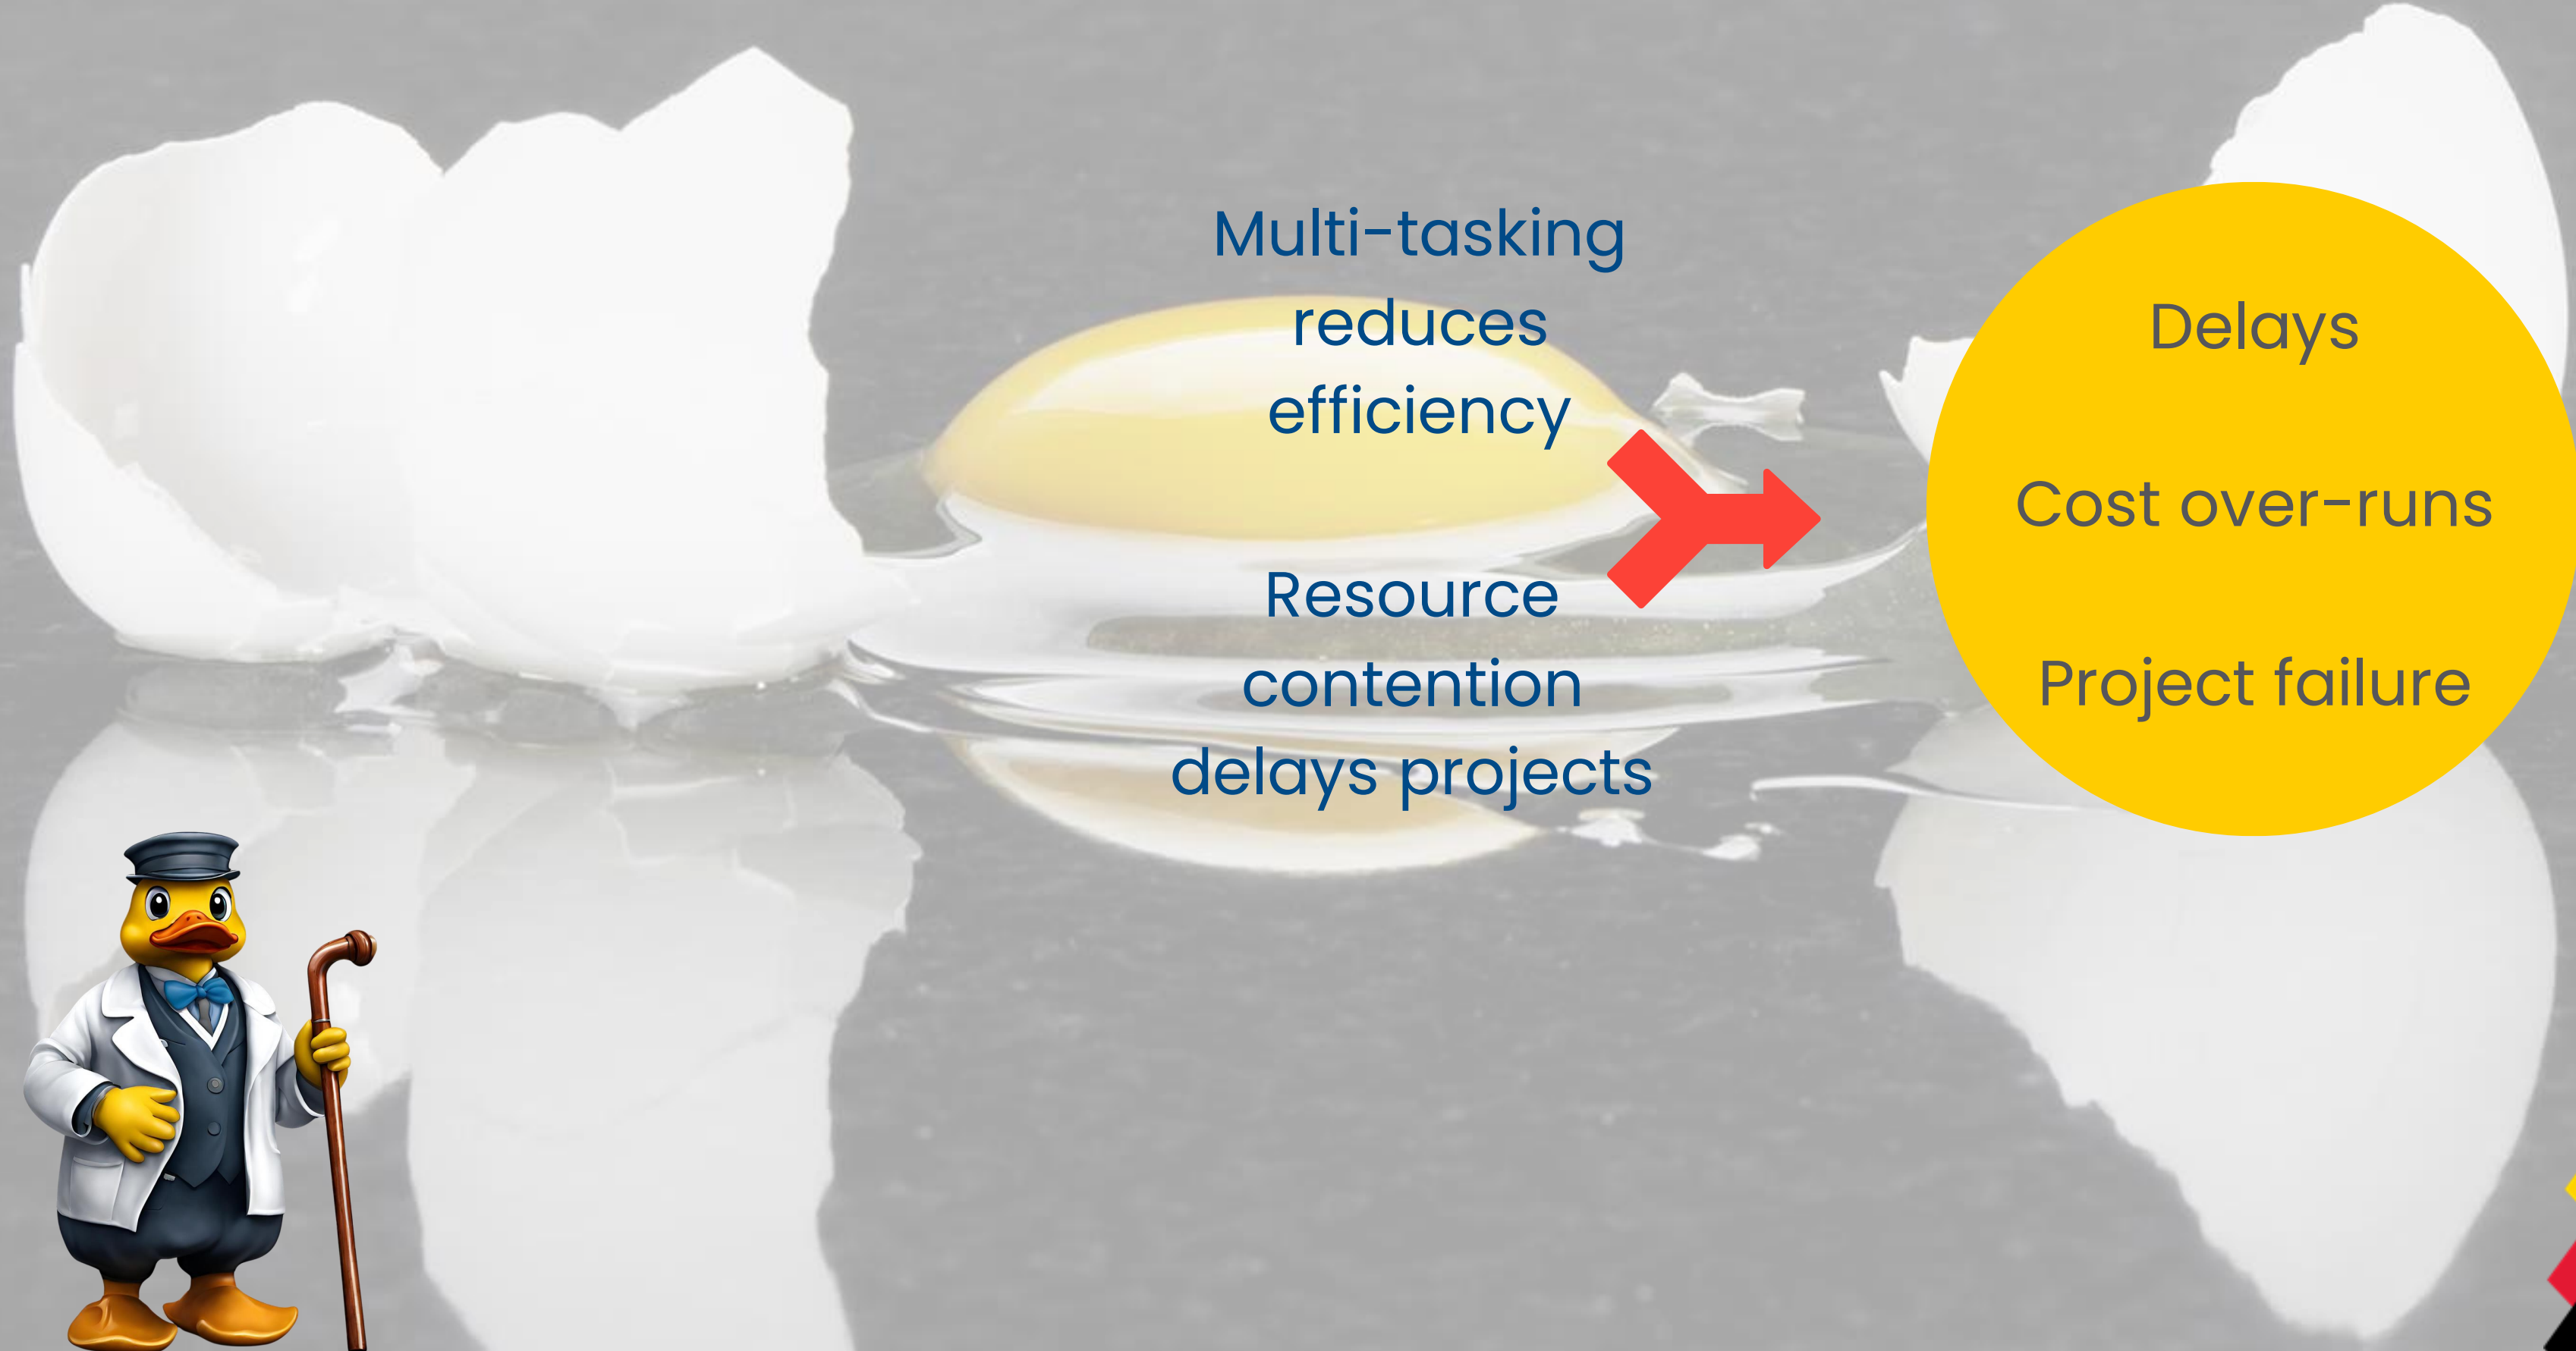 Multi-tasking
reduces
efficiency
Resource
contention
delays projects
Delays
Cost over-runs
Project failure